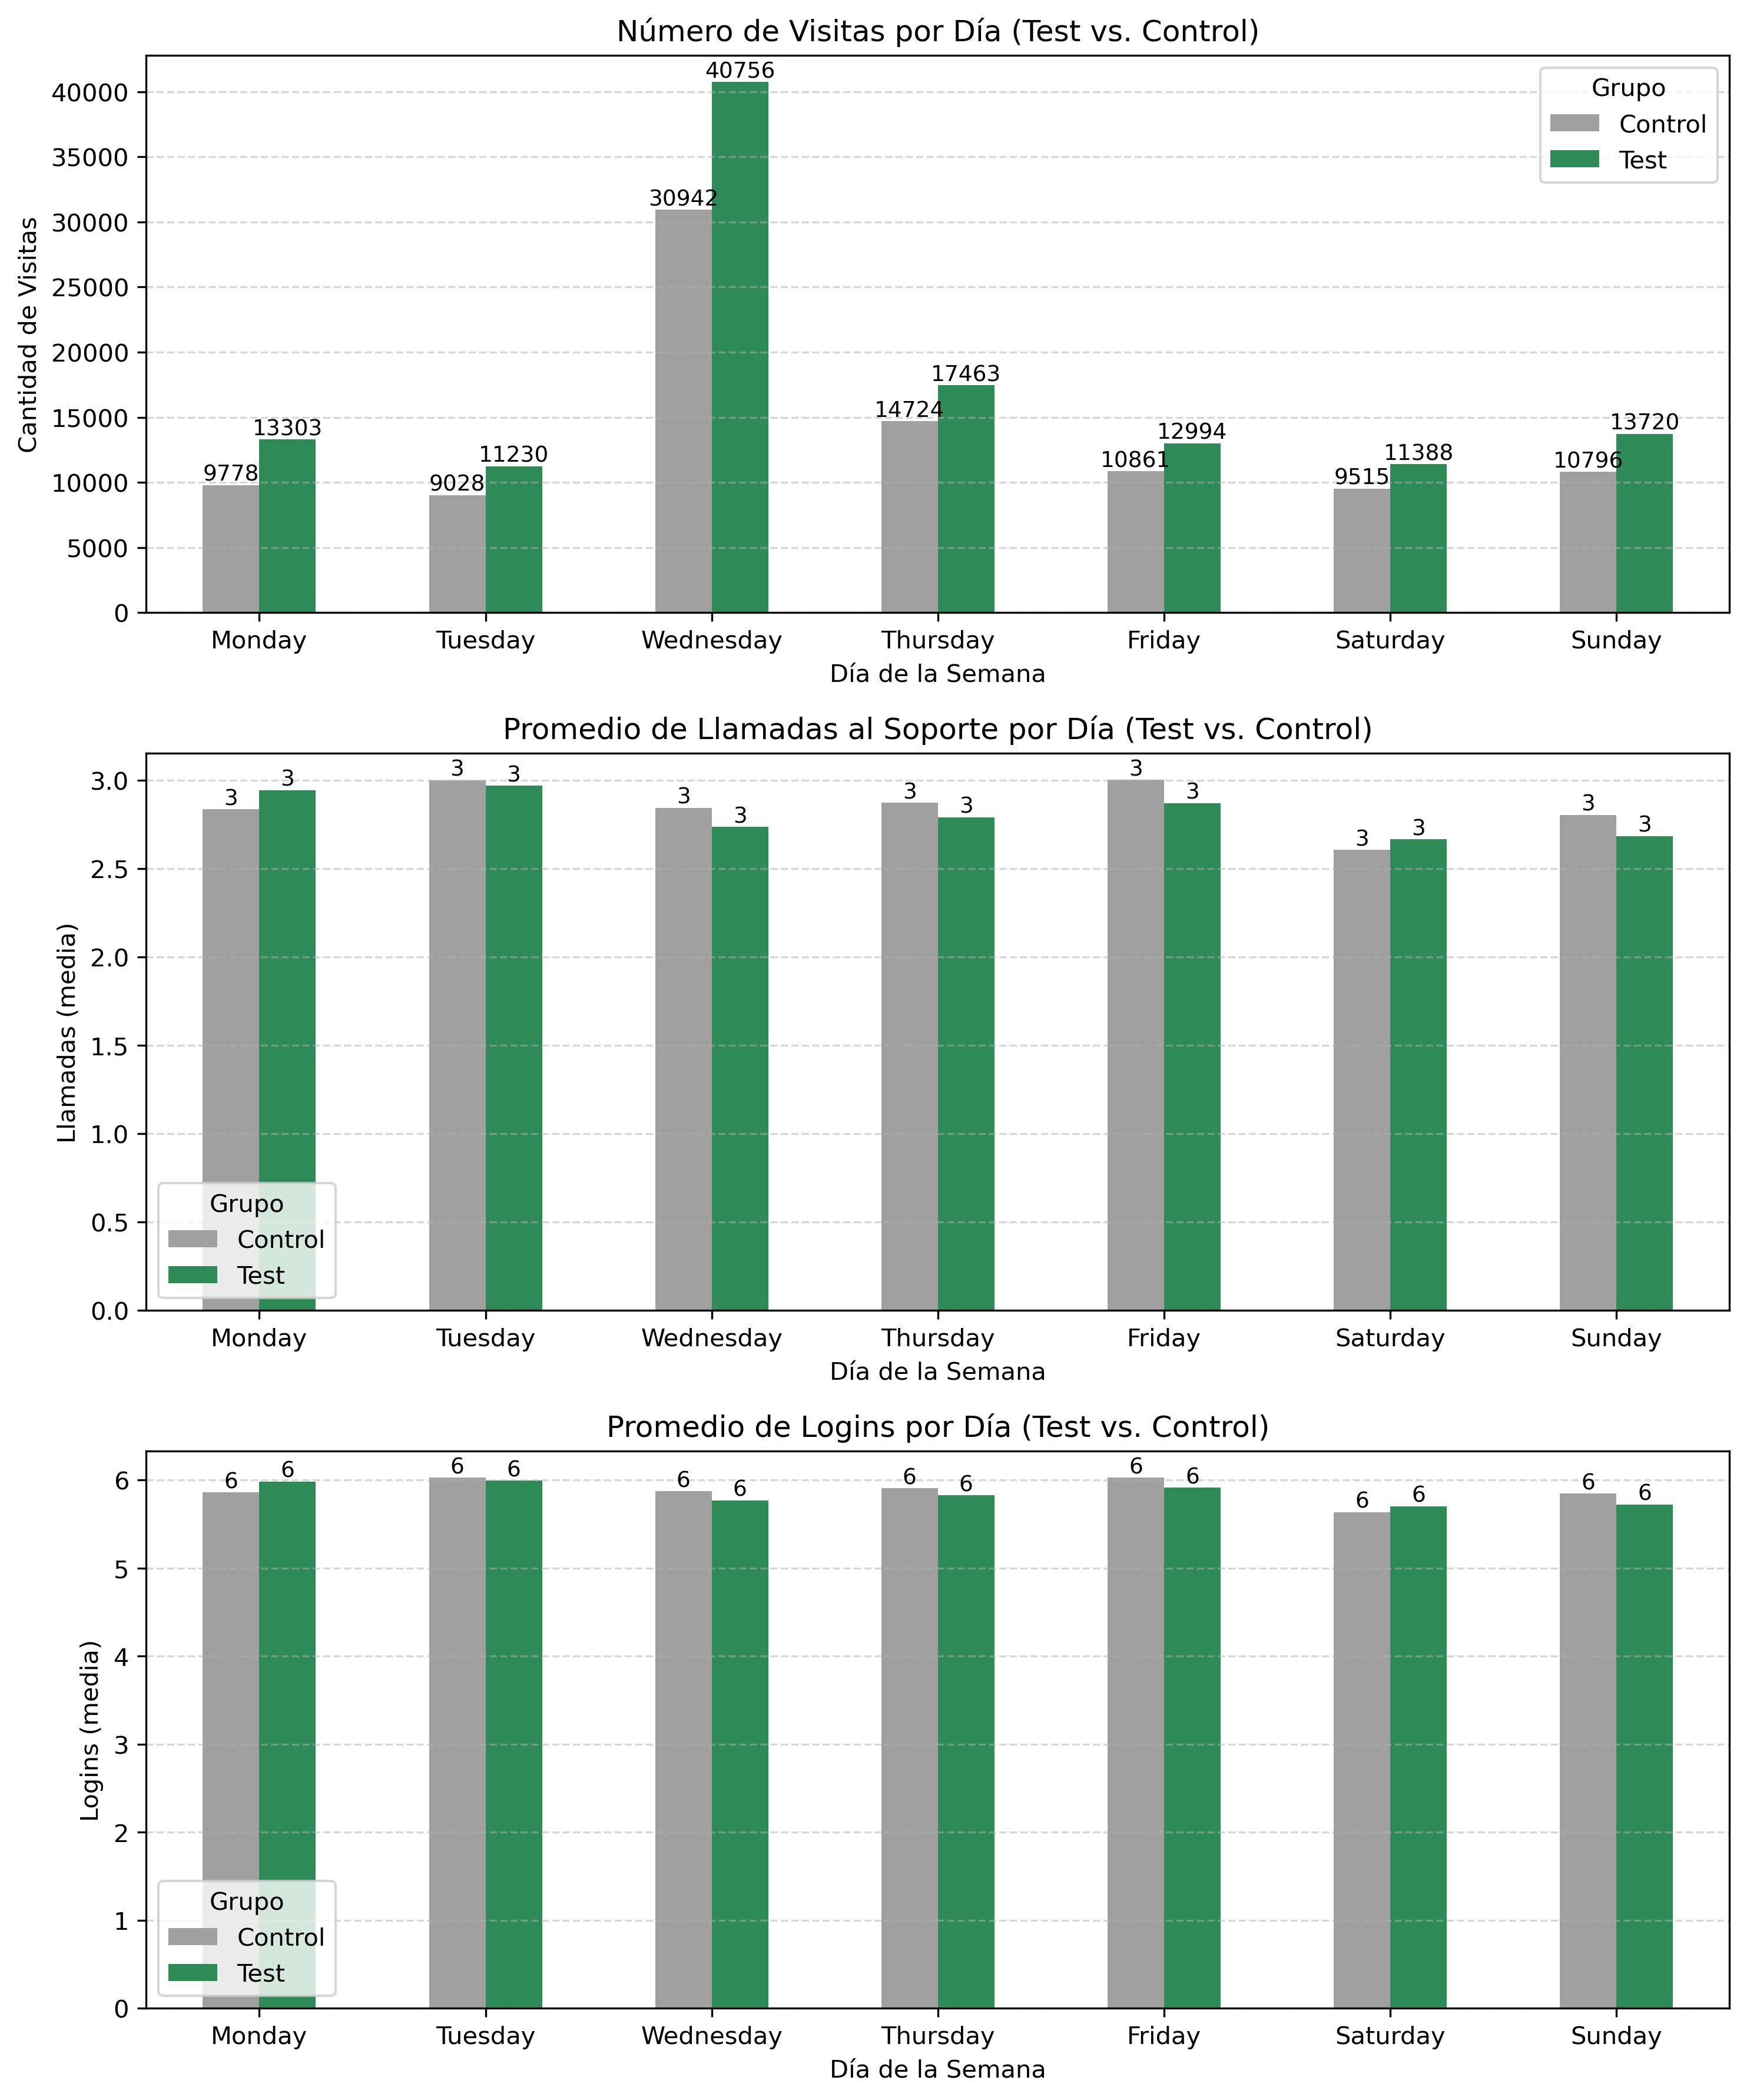 Número de Visitas por Día (Test vs. Control)
Cantidad de Visitas
40000
35000
30000
25000
20000
15000
10000
5000
0
Grupo
Control
Test
9778
13303
9028
11230
30942
40756
14724
17463
10861
12994
9515
11388
10796
13720
Monday Tuesday Wednesday Thursday Friday Saturday Sunday
Día de la Semana
Promedio de Llamadas al Soporte por Día (Test vs. Control)
Llamadas (media)
3.0
2.5
2.0
1.5
1.0
0.5
0.0
3 3 3 3 3 3 3 3 3 3 3 3 3 3
Grupo
Control
Test
Monday Tuesday Wednesday Thursday Friday Saturday Sunday
Día de la Semana
Promedio de Logins por Día (Test vs. Control)
Logins (media)
6
5
4
3
2
1
0
6 6 6 6 6 6 6 6 6 6 6 6 6 6
Grupo
Control
Test
Monday Tuesday Wednesday Thursday Friday Saturday Sunday
Día de la Semana